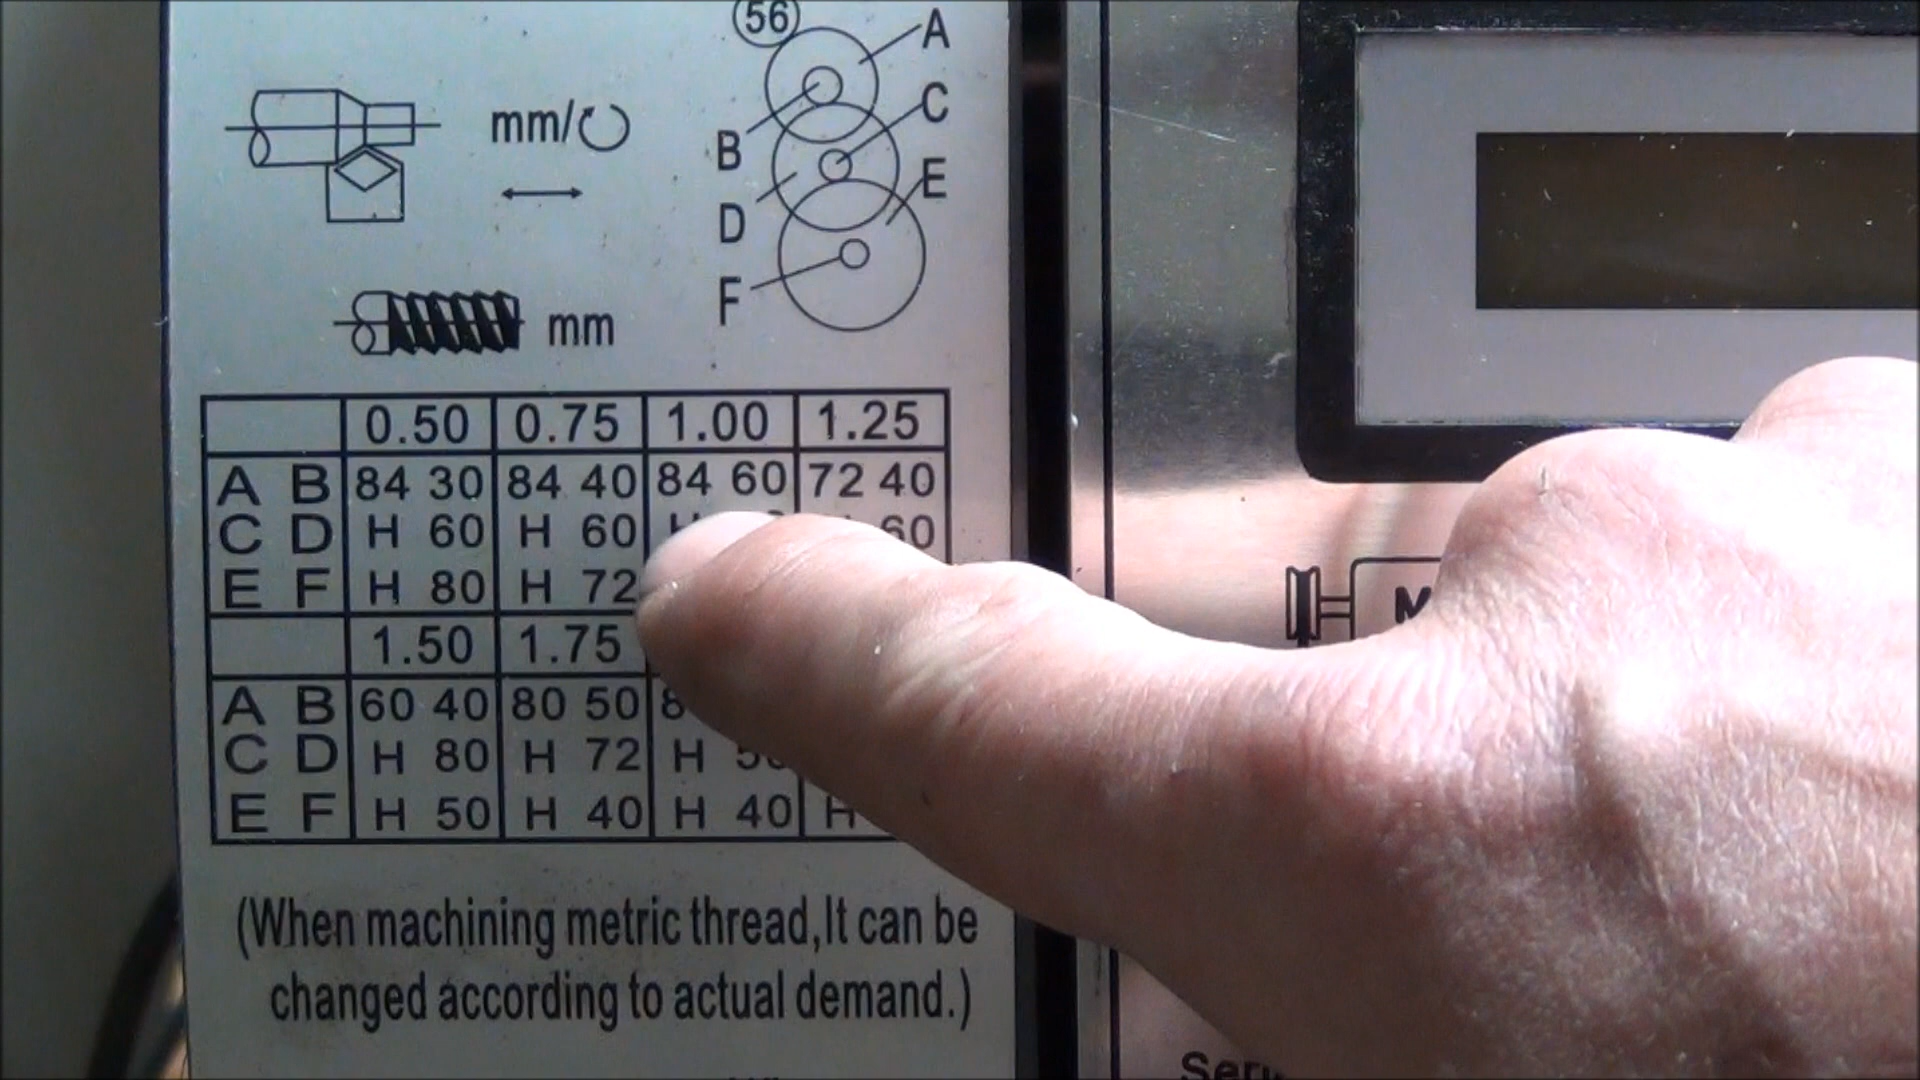 56
A
mm/
C
B
E
D
F
mm
0.50 0.75 1.00 1.25
A B 84 30 84 40 84 60 72 40
C D H 60 H 60 H 60
E F H 80 H 72
1.50 1.75
A B 60 40 80 50
C D H 80 H 72 H
E F H 50 H 40 H 40 H
(When machining metric thread,It can be
changed according to actual demand.)